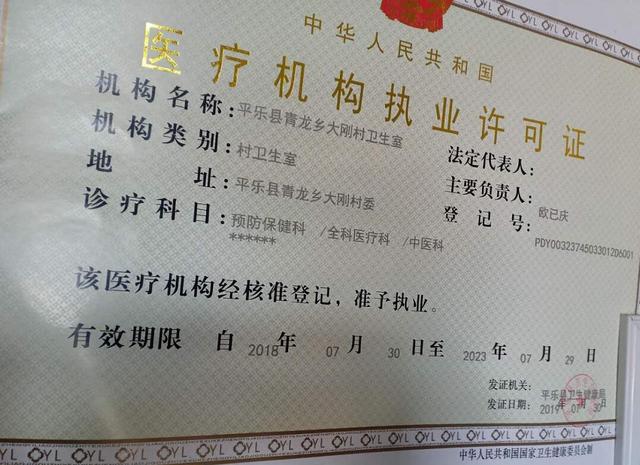 中华人民共和国
医疗机构执业许可证
机构名称：平乐县青龙乡大刚村卫生室
机构类别：村卫生室
法定代表人：
地 址：平乐县青龙乡大刚村委
主要负责人：欧已庆
诊疗科目：预防保健科 /全科医疗科 /中医科
******
登 记 号：PDY00323745033012D6001
该医疗机构经核准登记，准予执业。
有效期限 自 2018 年 07 月 30 日至 2023 年 07 月 29 日
发证机关：平乐县卫生健康局
发证日期：2019 年 07 月 30 日
中华人民共和国国家卫生健康委员会制